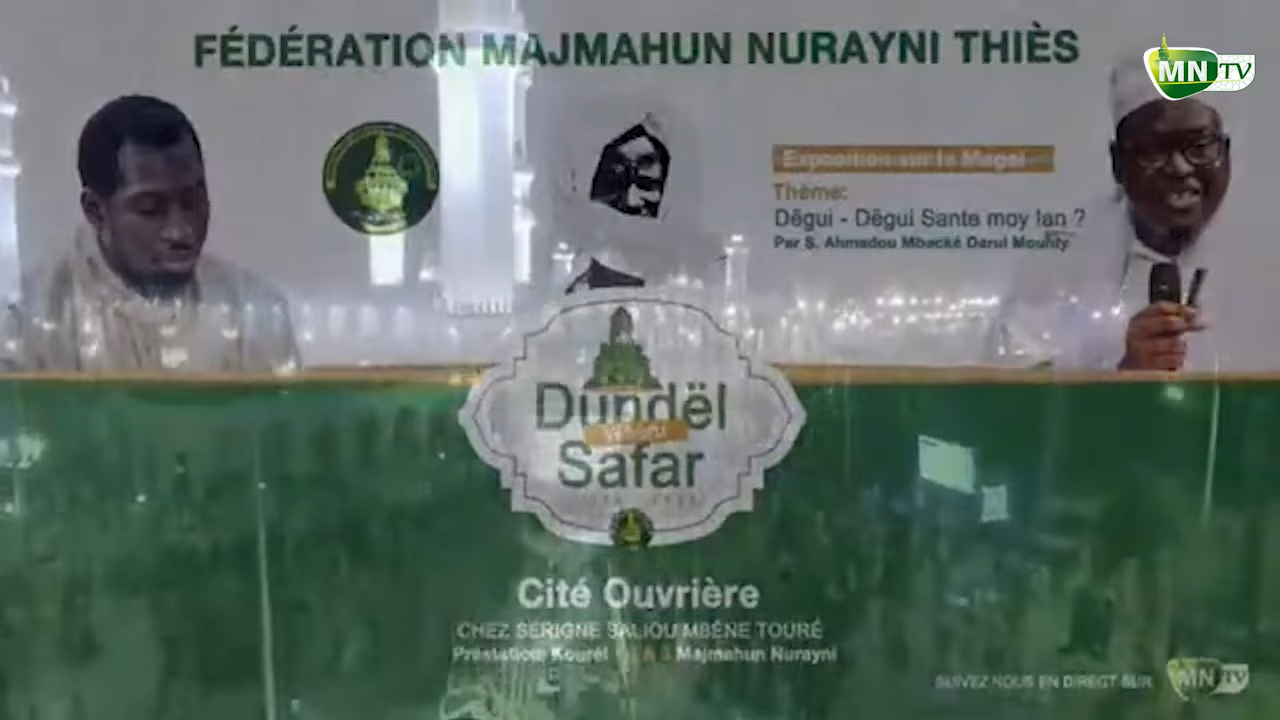 FÉDÉRATION MAJMAHUN NURAYNI THIÈS
MN TV
Exposition sur le Magal
Thème:
Dëgui - Dëgui Sante moy lan ?
Par S. Ahmadou Mbacké Darul Mouhty
Dundël
Safar
Cité Ouvrière
CHEZ SERIGNE SALIOU MBÈNE TOURÉ
Préstation: Kourél
Majmahun Nurayni
SUIVEZ NOUS EN DIRECT SUR
MN TV